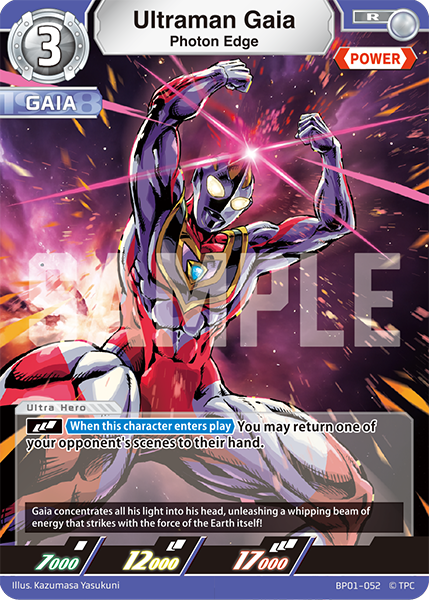 Ultraman Gaia
Photon Edge
R
3
POWER
1998
GAIA
SAMPLE
Ultra Hero
When this character enters play You may return one of
your opponent's scenes to their hand.
Gaia concentrates all his light into his head, unleashing a whipping beam of
energy that strikes with the force of the Earth itself!
7000 12000 17000
Illus. Kazumasa Yasukuni BP01-052 © TPC